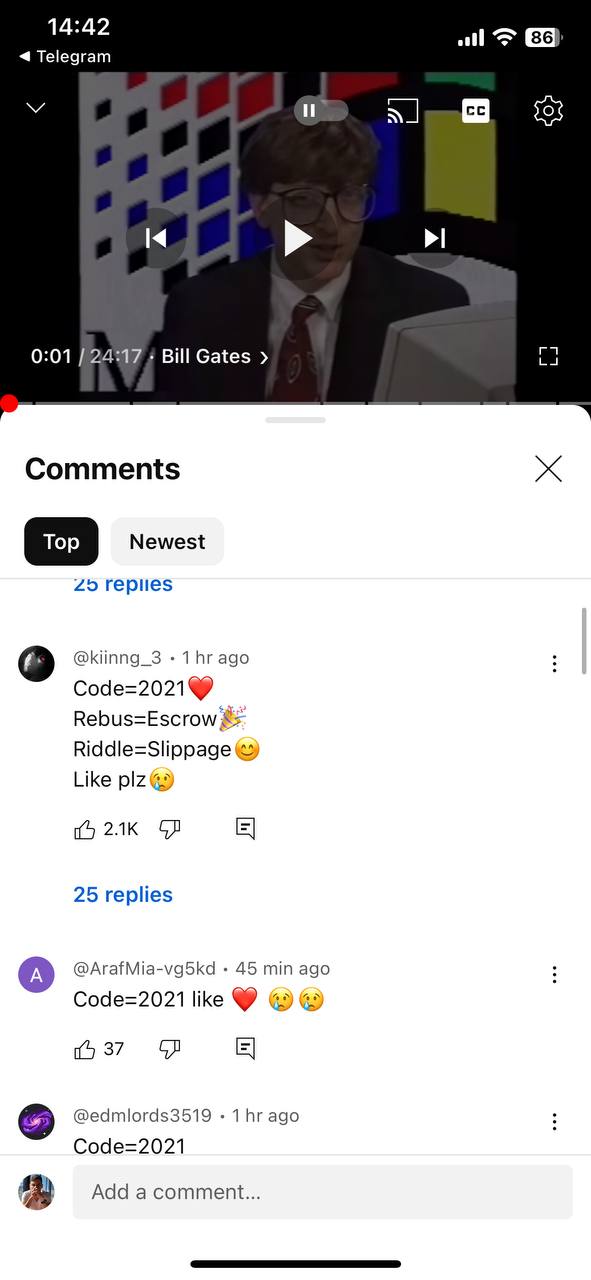 14:42
86
◀ Telegram
CC
M
0:01 / 24:17 · Bill Gates >
Comments
Top
Newest
25 replies
@kiinng_3 • 1 hr ago
Code=2021❤️
Rebus=Escrow🎉
Riddle=Slippage😊
Like plz😢
2.1K
25 replies
A
@ArafMia-vg5kd • 45 min ago
Code=2021 like ❤️ 😢😢
37
@edmlords3519 • 1 hr ago
Code=2021
Add a comment...